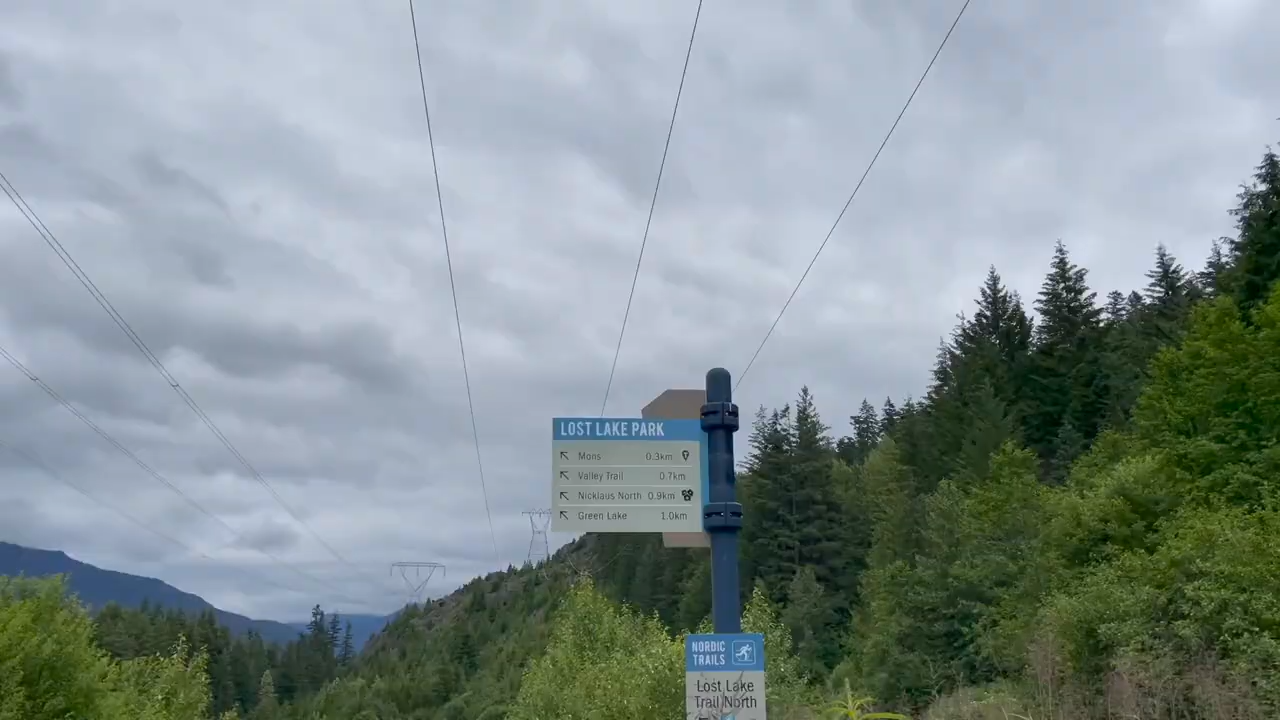 LOST LAKE PARK
Mons 0.3km
Valley Trail 0.7km
Nicklaus North 0.9km
Green Lake 1.0km
NORDIC
TRAILS
Lost Lake
Trail North